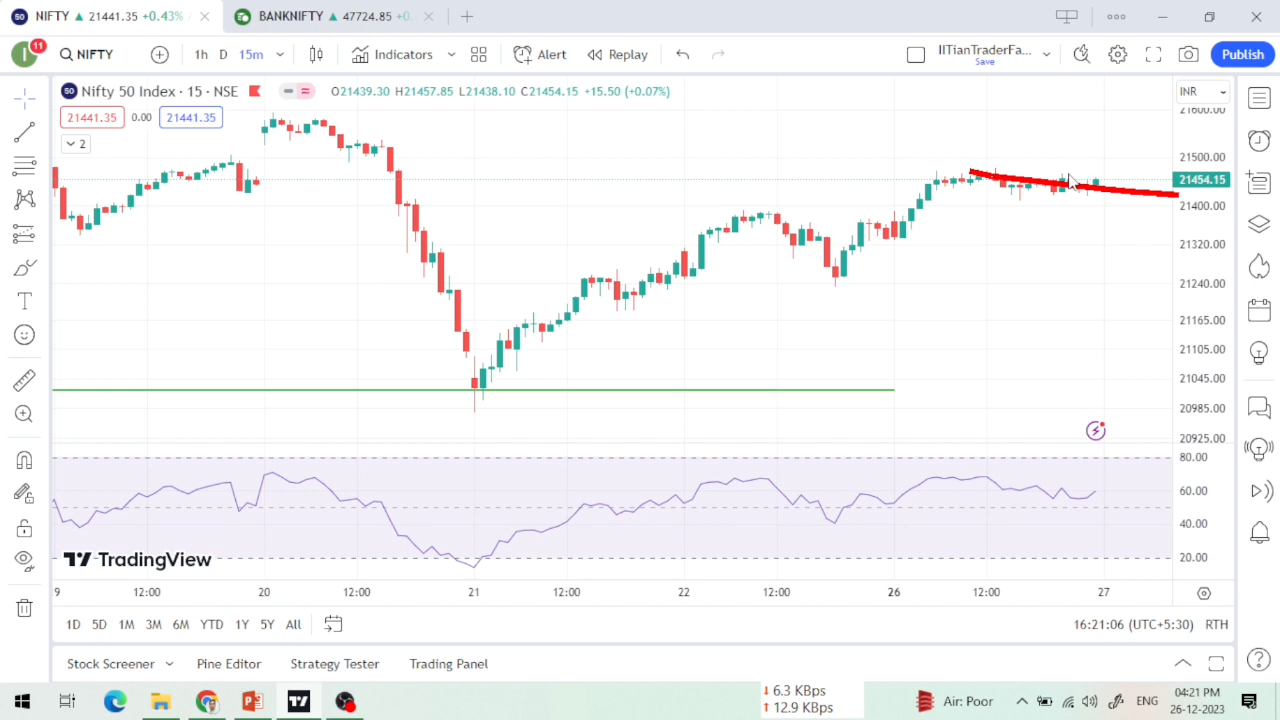 NIFTY ▲ 21441.35 +0.43%
BANKNIFTY ▲ 47724.85 +0.
11
NIFTY
1h D 15m
Indicators
Alert
Replay
IITianTraderFa...
Save
Publish
Nifty 50 Index · 15 · NSE
O21439.30 H21457.85 L21438.10 C21454.15 +15.50 (+0.07%)
INR
21441.35 0.00 21441.35
2
21600.00
21500.00
21454.15
21400.00
21320.00
21240.00
21165.00
21105.00
21045.00
20985.00
20925.00
80.00
60.00
40.00
20.00
TradingView
9 12:00 20 12:00 21 12:00 22 12:00 26 12:00 27
1D 5D 1M 3M 6M YTD 1Y 5Y All
16:21:06 (UTC+5:30) RTH
Stock Screener Pine Editor Strategy Tester Trading Panel
6.3 KBps
12.9 KBps
Air: Poor
ENG
04:21 PM
26-12-2023